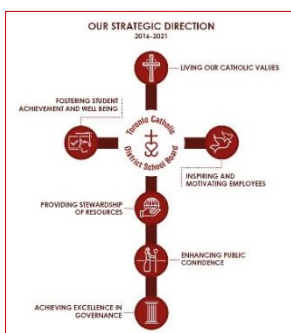 OUR STRATEGIC DIRECTION
2016-2021
LIVING OUR CATHOLIC VALUES
FOSTERING STUDENT
ACHIEVEMENT AND WELL BEING
Toronto Catholic
District School Board
INSPIRING AND
MOTIVATING EMPLOYEES
PROVIDING STEWARDSHIP
OF RESOURCES
ENHANCING PUBLIC
CONFIDENCE
ACHIEVING EXCELLENCE IN
GOVERNANCE